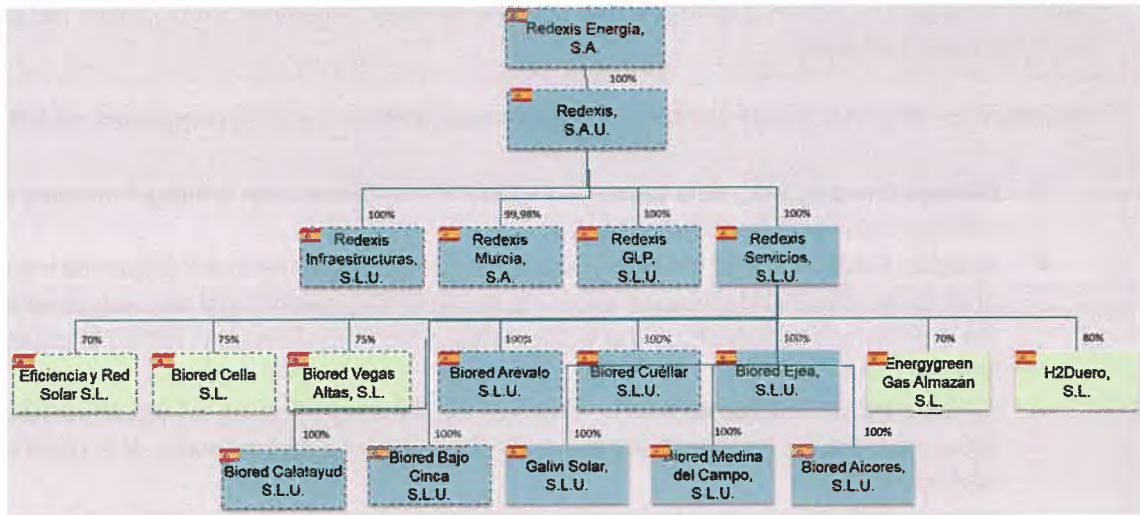 Redexis Energía,
S.A.
100%
Redexis,
S.A.U.
100%
99,98%
100%
100%
Redexis
Infraestructuras,
S.L.U.
Redexis
Murcia,
S.A.
Redexis
GLP,
S.L.U.
Redexis
Servicios,
S.L.U.
70%
75%
75%
100%
100%
100%
70%
80%
Eficiencia y Red
Solar S.L.
Biored Cella
S.L.
Biored Vegas
Altas, S.L.
Biored Arévalo
S.L.U.
Biored Cuéllar
S.L.U.
Biored Ejea,
S.L.U.
Energygreen
Gas Almazán
S.L.
H2Duero,
S.L.
100%
100%
100%
100%
100%
Biored Calatayud
S.L.U.
Biored Bajo
Cinca
S.L.U.
Galivi Solar,
S.L.U.
Biored Medina
del Campo,
S.L.U.
Biored Alcores,
S.L.U.